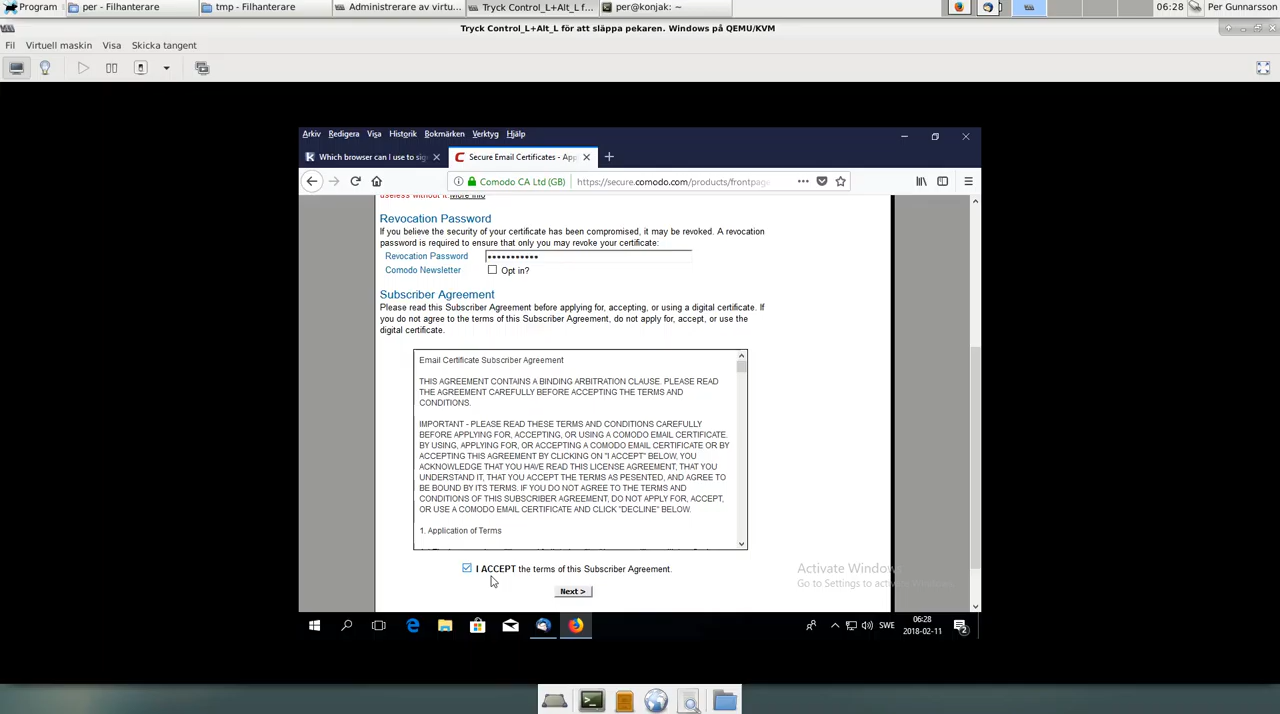 Program
per - Filhanterare
tmp - Filhanterare
Administrerare av virtu...
Tryck Control_L+Alt_L f...
per@konjak: ~
06:28
Per Gunnarsson
Tryck Control_L+Alt_L för att släppa pekaren. Windows på QEMU/KVM
Fil
Virtuell maskin
Visa
Skicka tangent
Arkiv
Redigera
Visa
Historik
Bokmärken
Verktyg
Hjälp
Which browser can I use to sig
Secure Email Certificates - App
Comodo CA Ltd (GB)
https://secure.comodo.com/products/frontpage
useless without it.More info
Revocation Password
If you believe the security of your certificate has been compromised, it may be revoked. A revocation
password is required to ensure that only you may revoke your certificate:
Revocation Password
•••••••••••
Comodo Newsletter
Opt in?
Subscriber Agreement
Please read this Subscriber Agreement before applying for, accepting, or using a digital certificate. If
you do not agree to the terms of this Subscriber Agreement, do not apply for, accept, or use the
digital certificate.
Email Certificate Subscriber Agreement
THIS AGREEMENT CONTAINS A BINDING ARBITRATION CLAUSE. PLEASE READ
THE AGREEMENT CAREFULLY BEFORE ACCEPTING THE TERMS AND
CONDITIONS.
IMPORTANT - PLEASE READ THESE TERMS AND CONDITIONS CAREFULLY
BEFORE APPLYING FOR, ACCEPTING, OR USING A COMODO EMAIL CERTIFICATE.
BY USING, APPLYING FOR, OR ACCEPTING A COMODO EMAIL CERTIFICATE OR BY
ACCEPTING THIS AGREEMENT BY CLICKING ON "I ACCEPT" BELOW, YOU
ACKNOWLEDGE THAT YOU HAVE READ THIS LICENSE AGREEMENT, THAT YOU
UNDERSTAND IT, THAT YOU ACCEPT THE TERMS AS PESENTED, AND AGREE TO
BE BOUND BY ITS TERMS. IF YOU DO NOT AGREE TO THE TERMS AND
CONDITIONS OF THIS SUBSCRIBER AGREEMENT, DO NOT APPLY FOR, ACCEPT,
OR USE A COMODO EMAIL CERTIFICATE AND CLICK "DECLINE" BELOW.
1. Application of Terms
I ACCEPT the terms of this Subscriber Agreement.
Next >
Activate Windows
Go to Settings to activate Windows.
SWE
06:28
2018-02-11
2